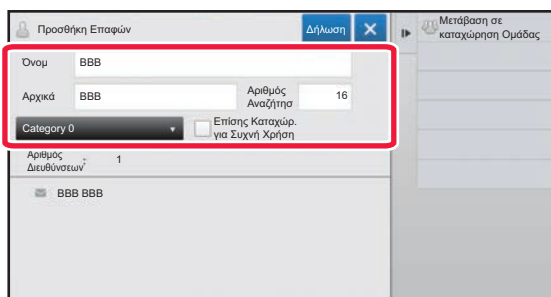 Προσθήκη Επαφών
Δήλωση
Μετάβαση σε
καταχώρηση Ομάδας
Όνομ BBB
Αρχικά BBB
Αριθμός
Αναζήτησ
16
Category 0
Επίσης Καταχώρ.
για Συχνή Χρήση
Αριθμός
Διευθύνσεων:
1
BBB BBB